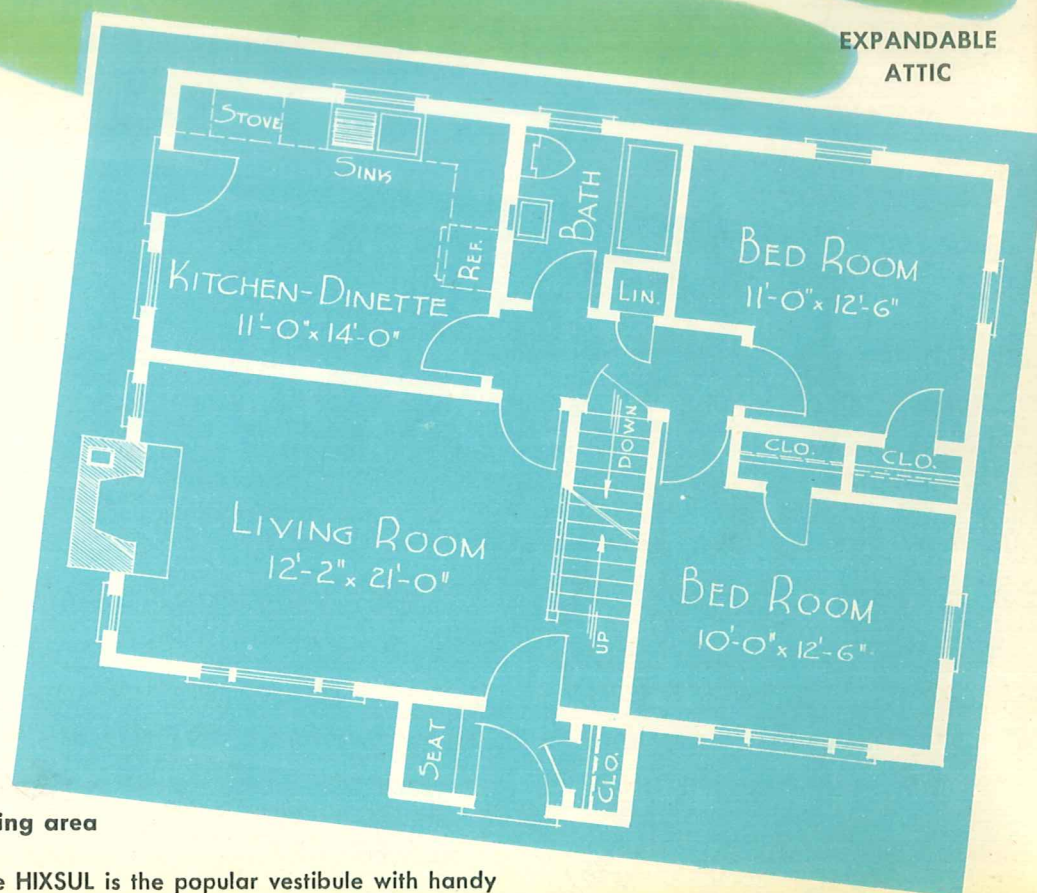 EXPANDABLE
ATTIC
STOVE
SINK
REF.
KITCHEN-DINETTE
11'-0" x 14'-0"
BATH
LIN.
BED ROOM
11'-0" x 12'-6"
DOWN
CLO.
CLO.
LIVING ROOM
12'-2" x 21'-0"
UP
BED ROOM
10'-0" x 12'-6"
SEAT
CLO.
area
HIXSUL is the popular vestibule with handy